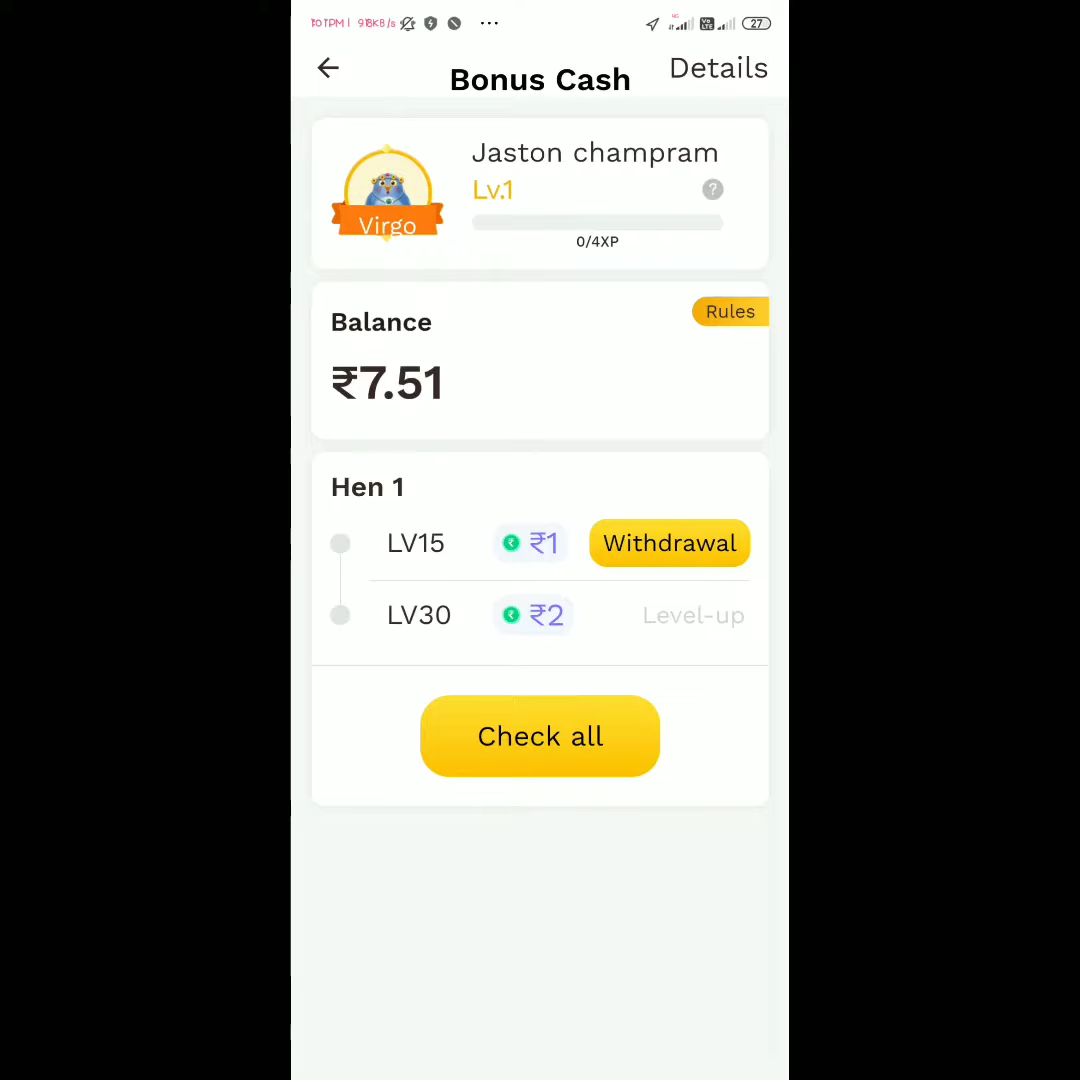 27
Bonus Cash
Details
Jaston champram
Lv.1
?
Virgo
0/4XP
Balance
Rules
₹7.51
Hen 1
LV15 ₹1 Withdrawal
LV30 ₹2 Level-up
Check all